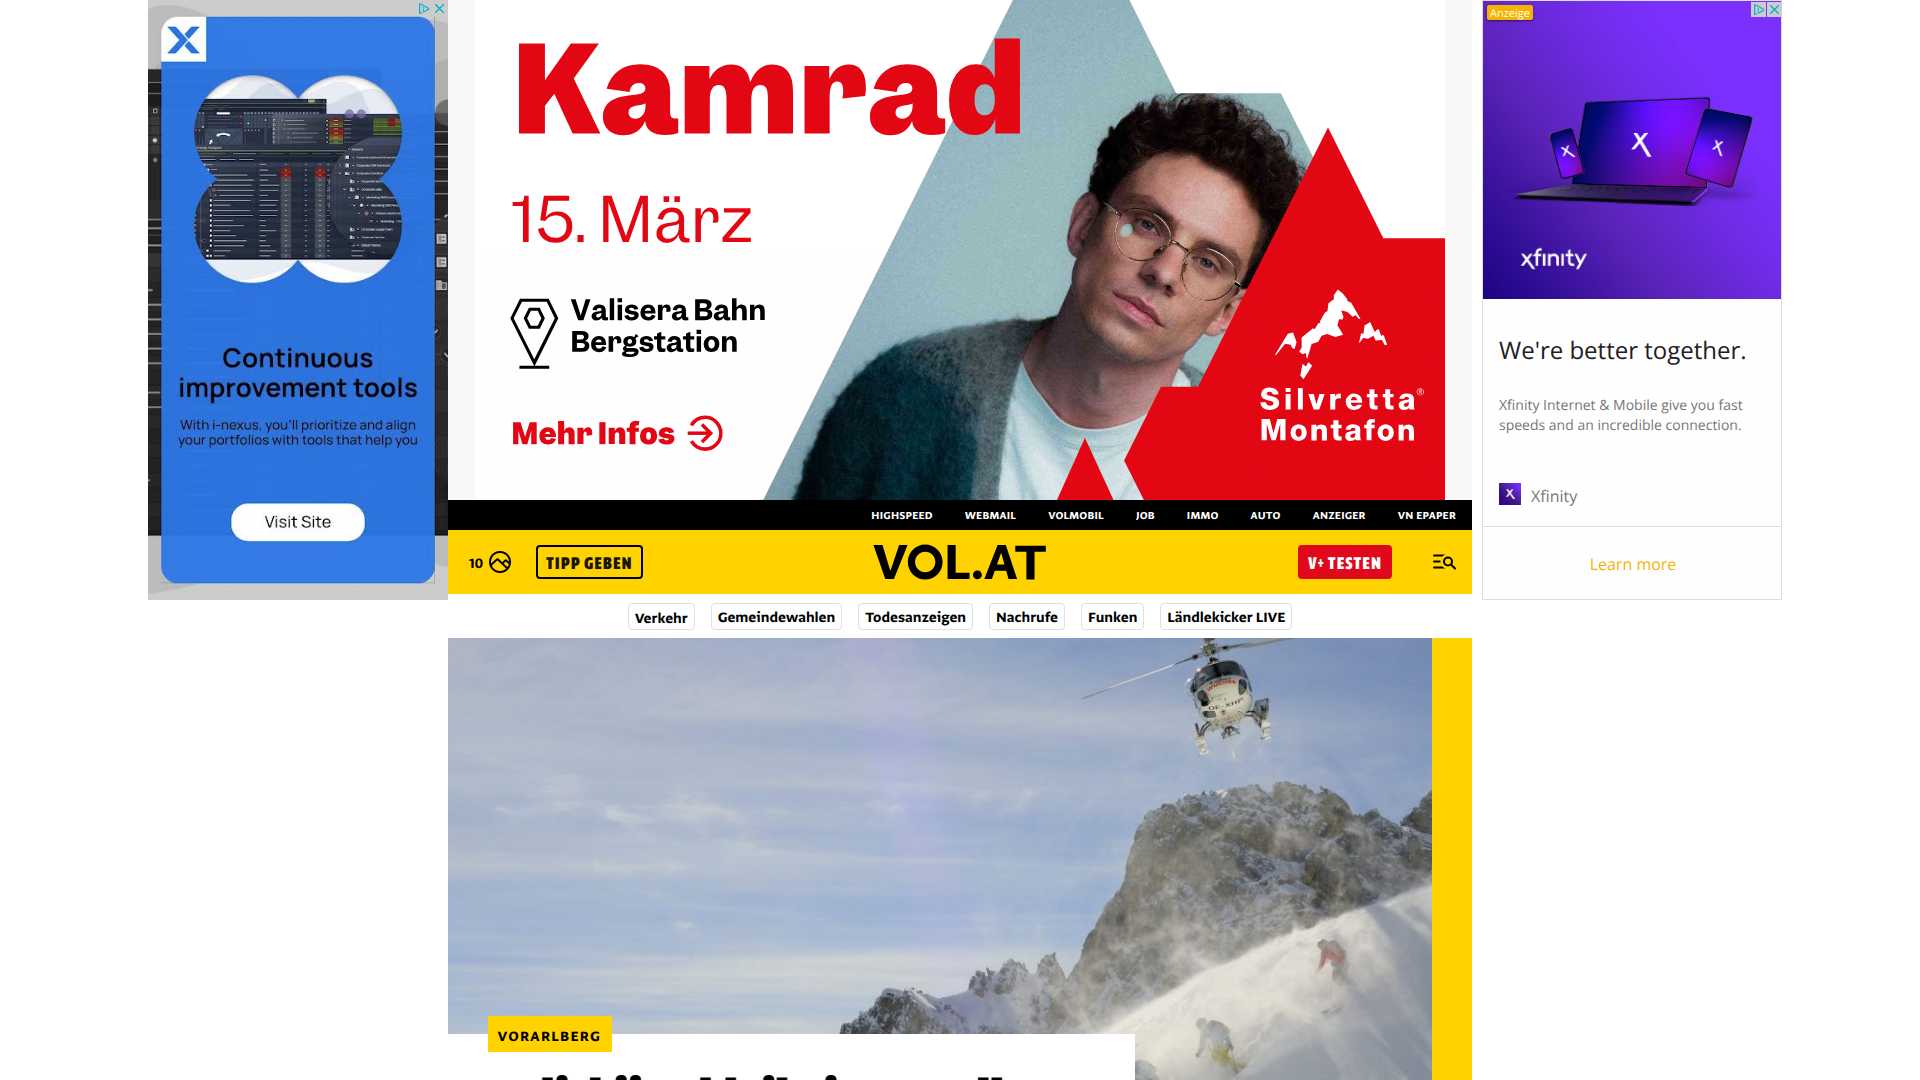 Continuous
improvement tools
With i-nexus, you'll prioritize and align
your portfolios with tools that help you
Visit Site
Kamrad
15. März
Valisera Bahn
Bergstation
Mehr Infos
Silvretta®
Montafon
Anzeige
xfinity
We're better together.
Xfinity Internet & Mobile give you fast
speeds and an incredible connection.
Xfinity
Learn more
HIGHSPEED WEBMAIL VOLMOBIL JOB IMMO AUTO ANZEIGER VN EPAPER
10 TIPP GEBEN VOL.AT V+ TESTEN
Verkehr Gemeindewahlen Todesanzeigen Nachrufe Funken Ländlekicker LIVE
VORARLBERG